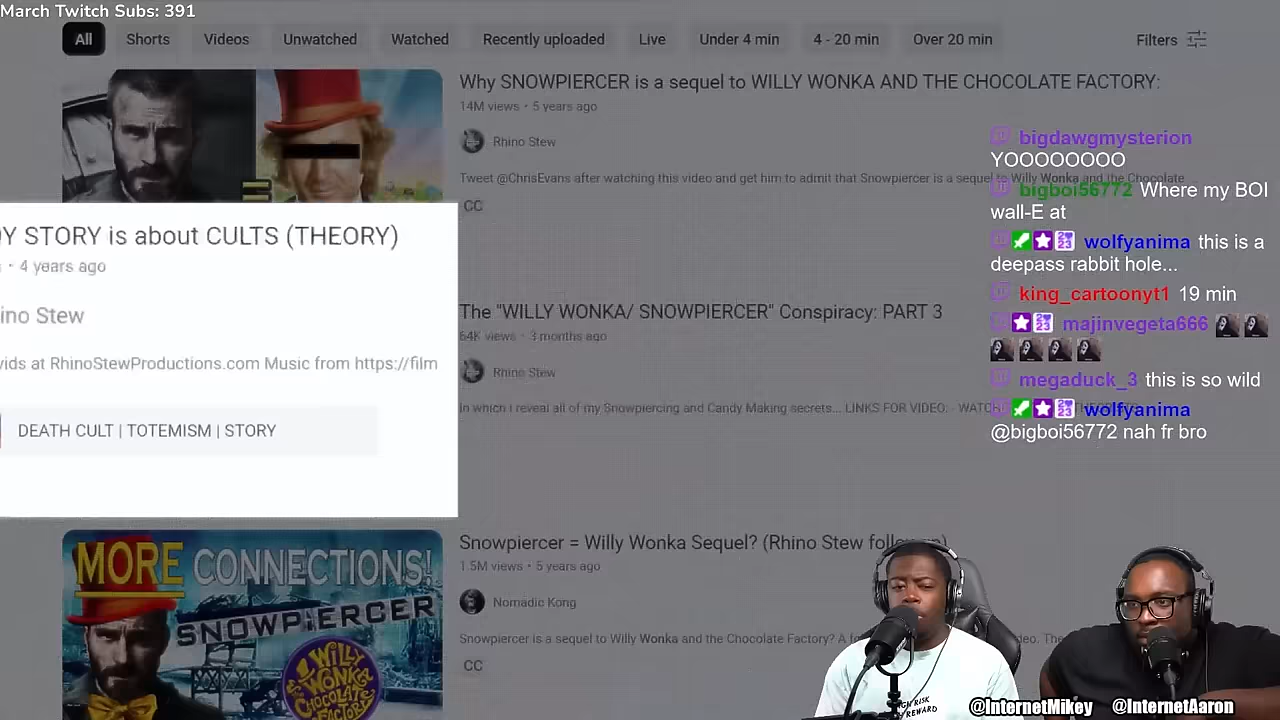 March Twitch Subs: 391
All
Shorts
Videos
Unwatched
Watched
Recently uploaded
Live
Under 4 min
4 - 20 min
Over 20 min
Filters
Why SNOWPIERCER is a sequel to WILLY WONKA AND THE CHOCOLATE FACTORY:
14M views • 5 years ago
Rhino Stew
Tweet @ChrisEvans after watching this video and get him to admit that Snowpiercer is a sequel to Willy Wonka and the Chocolate
CC
Y STORY is about CULTS (THEORY)
• 4 years ago
ino Stew
vids at RhinoStewProductions.com Music from https://film
DEATH CULT | TOTEMISM | STORY
The "WILLY WONKA/ SNOWPIERCER" Conspiracy: PART 3
64K views • 3 months ago
Rhino Stew
In which I reveal all of my Snowpiercing and Candy Making secrets... LINKS FOR VIDEO: - WATCH
MORE CONNECTIONS!
SNOWPIERCER
WILLY
WONKA
CHOCOLATE
FACTORY
Snowpiercer = Willy Wonka Sequel? (Rhino Stew follow
1.5M views • 5 years ago
Nomadic Kong
Snowpiercer is a sequel to Willy Wonka and the Chocolate Factory? A
CC
bigdawgmysterion
YOOOOOOOO
bigboi56772 Where my BOI
wall-E at
wolfyanima this is a
deepass rabbit hole...
king_cartoonyt1 19 min
majinvegeta666
megaduck_3 this is so wild
wolfyanima
@bigboi56772 nah fr bro
RISK
REWARD
@InternetMikey
@InternetAaron